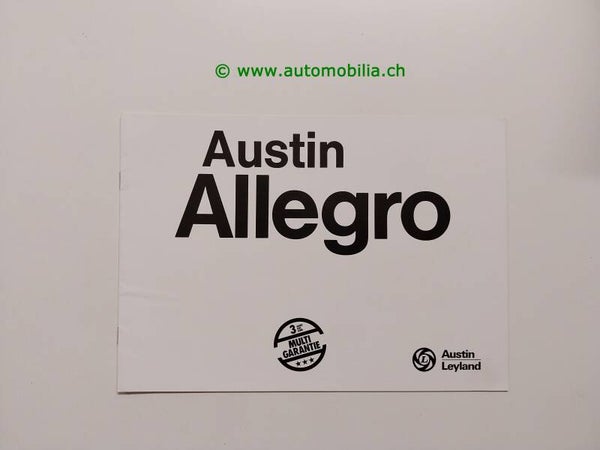 © www.automobilia.ch
Austin
Allegro
3
MULTI
GARANTIE
★★★
L
Austin
Leyland